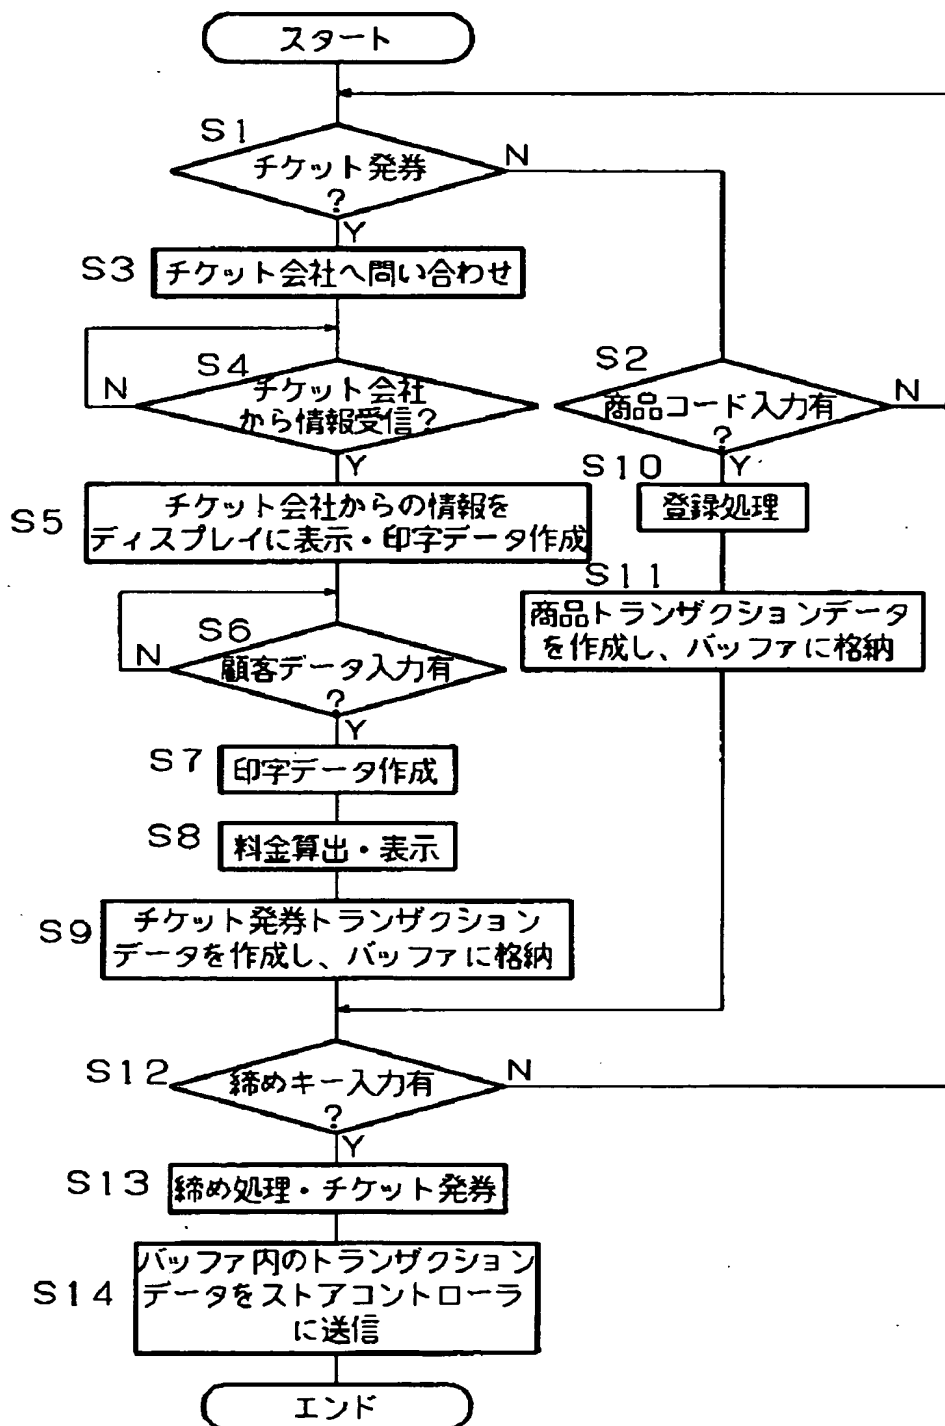 スタート
S1
チケット発券
?
N
Y
S3
チケット会社へ問い合わせ
S4
チケット会社
から情報受信?
N
Y
S2
商品コード入力有
?
N
Y
S5
チケット会社からの情報を
ディスプレイに表示・印字データ作成
S10
登録処理
S11
商品トランザクションデータ
を作成し、バッファに格納
S6
顧客データ入力有
?
N
Y
S7
印字データ作成
S8
料金算出・表示
S9
チケット発券トランザクション
データを作成し、バッファに格納
S12
締めキー入力有
?
N
Y
S13
締め処理・チケット発券
S14
バッファ内のトランザクション
データをストアコントローラ
に送信
エンド